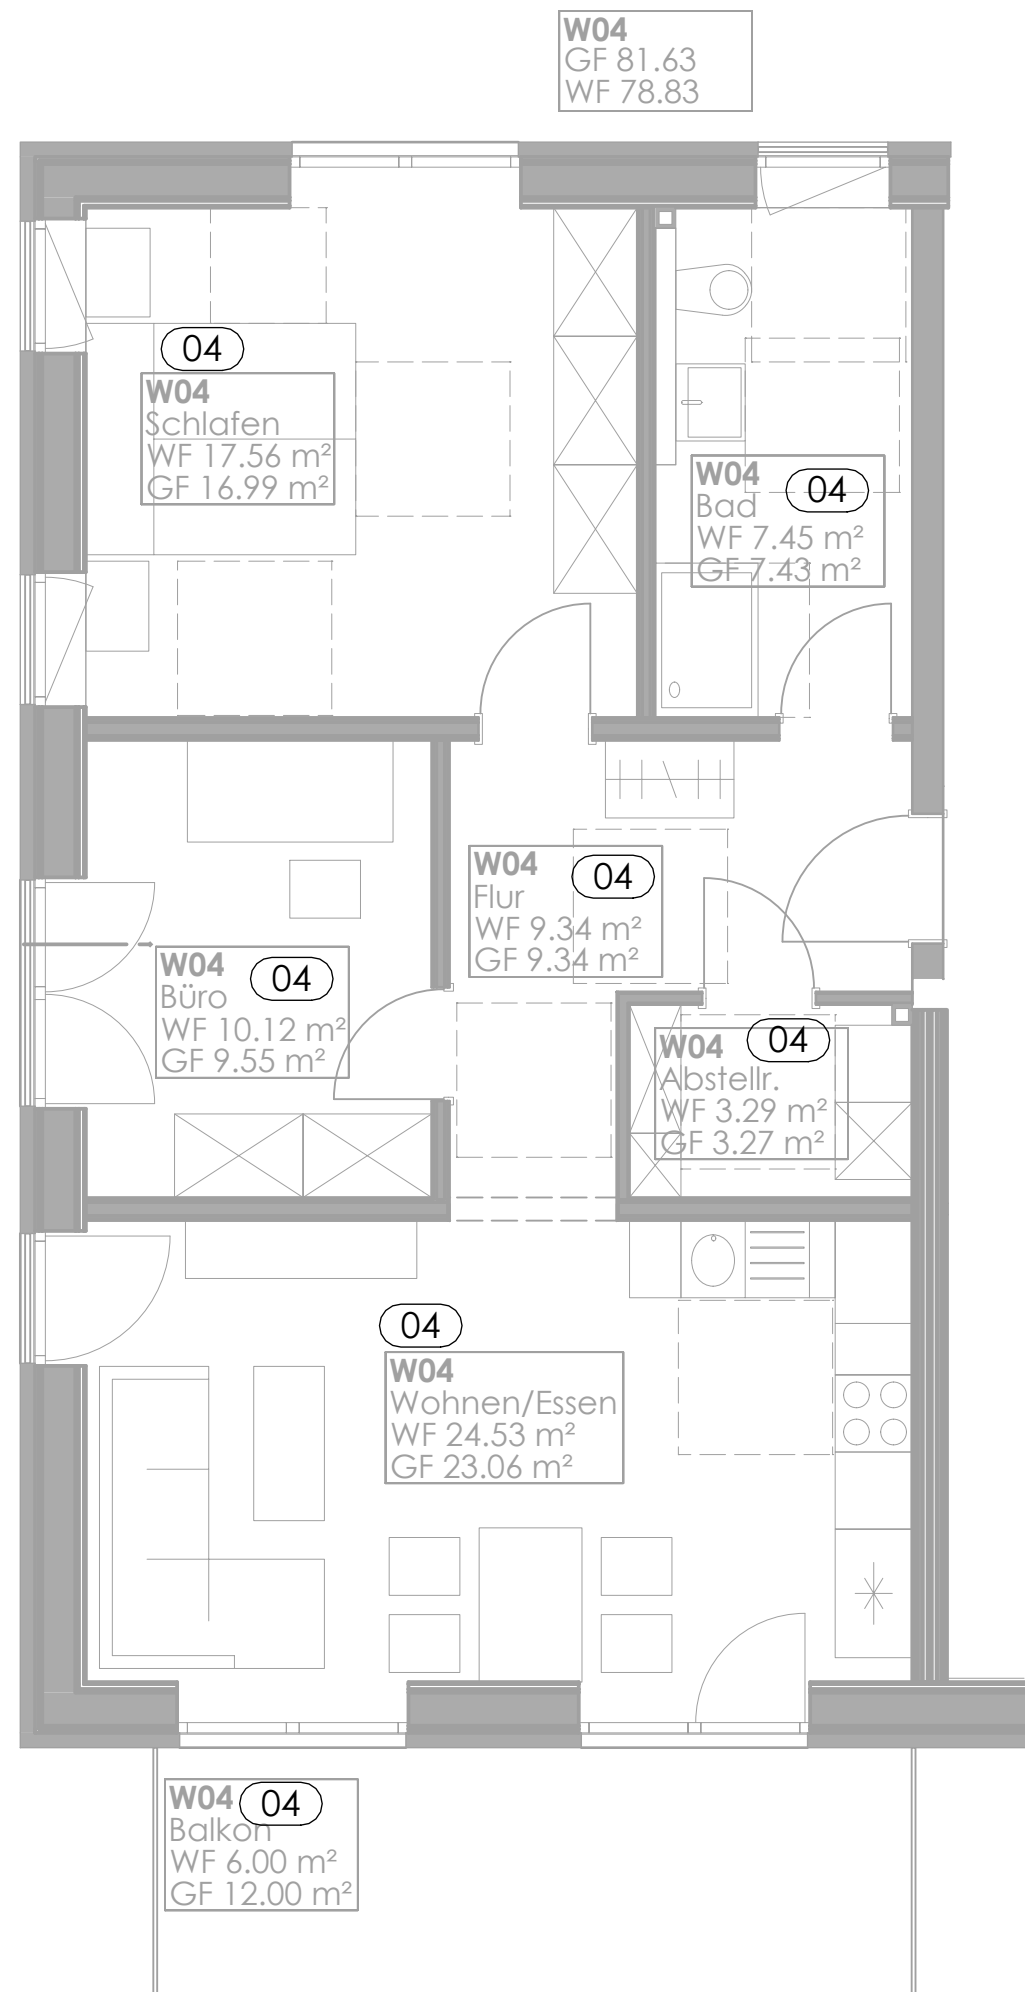 W04
GF 81.63
WF 78.83
04
W04
Schlafen
WF 17.56 m²
GF 16.99 m²
W04 04
Bad
WF 7.45 m²
GF 7.43 m²
W04 04
Flur
WF 9.34 m²
GF 9.34 m²
W04 04
Büro
WF 10.12 m²
GF 9.55 m²
W04 04
Abstellr.
WF 3.29 m²
GF 3.27 m²
04
W04
Wohnen/Essen
WF 24.53 m²
GF 23.06 m²
W04 04
Balkon
WF 6.00 m²
GF 12.00 m²